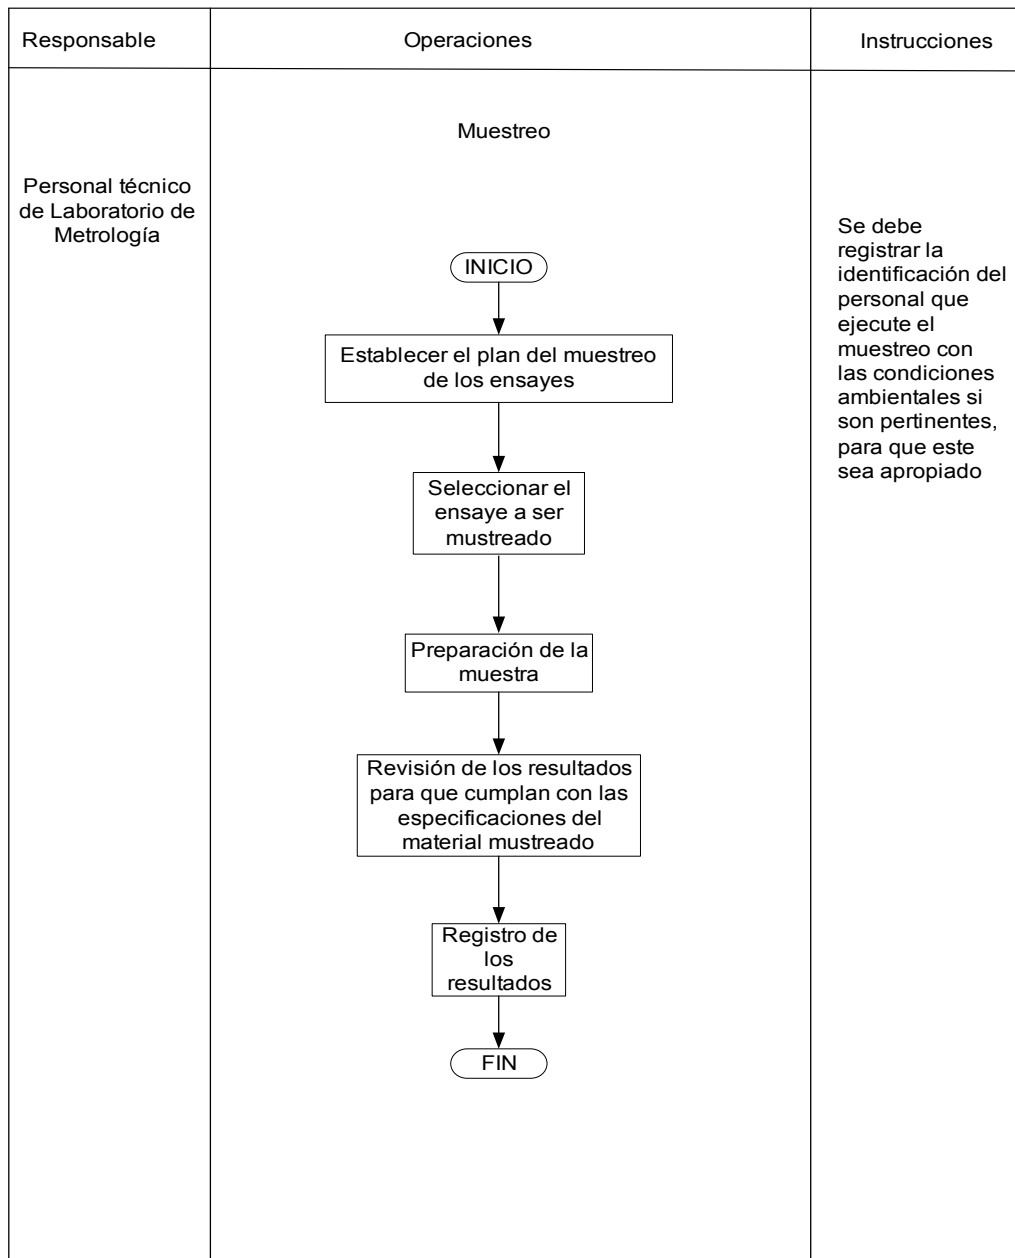 Responsable
Operaciones
Instrucciones
Muestreo
Personal técnico
de Laboratorio de
Metrología
INICIO
Establecer el plan del muestreo
de los ensayes
Seleccionar el
ensaye a ser
mustreado
Preparación de la
muestra
Revisión de los resultados
para que cumplan con las
especificaciones del
material mustreado
Registro de
los
resultados
FIN
Se debe
registrar la
identificación del
personal que
ejecute el
muestreo con
las condiciones
ambientales si
son pertinentes,
para que este
sea apropiado